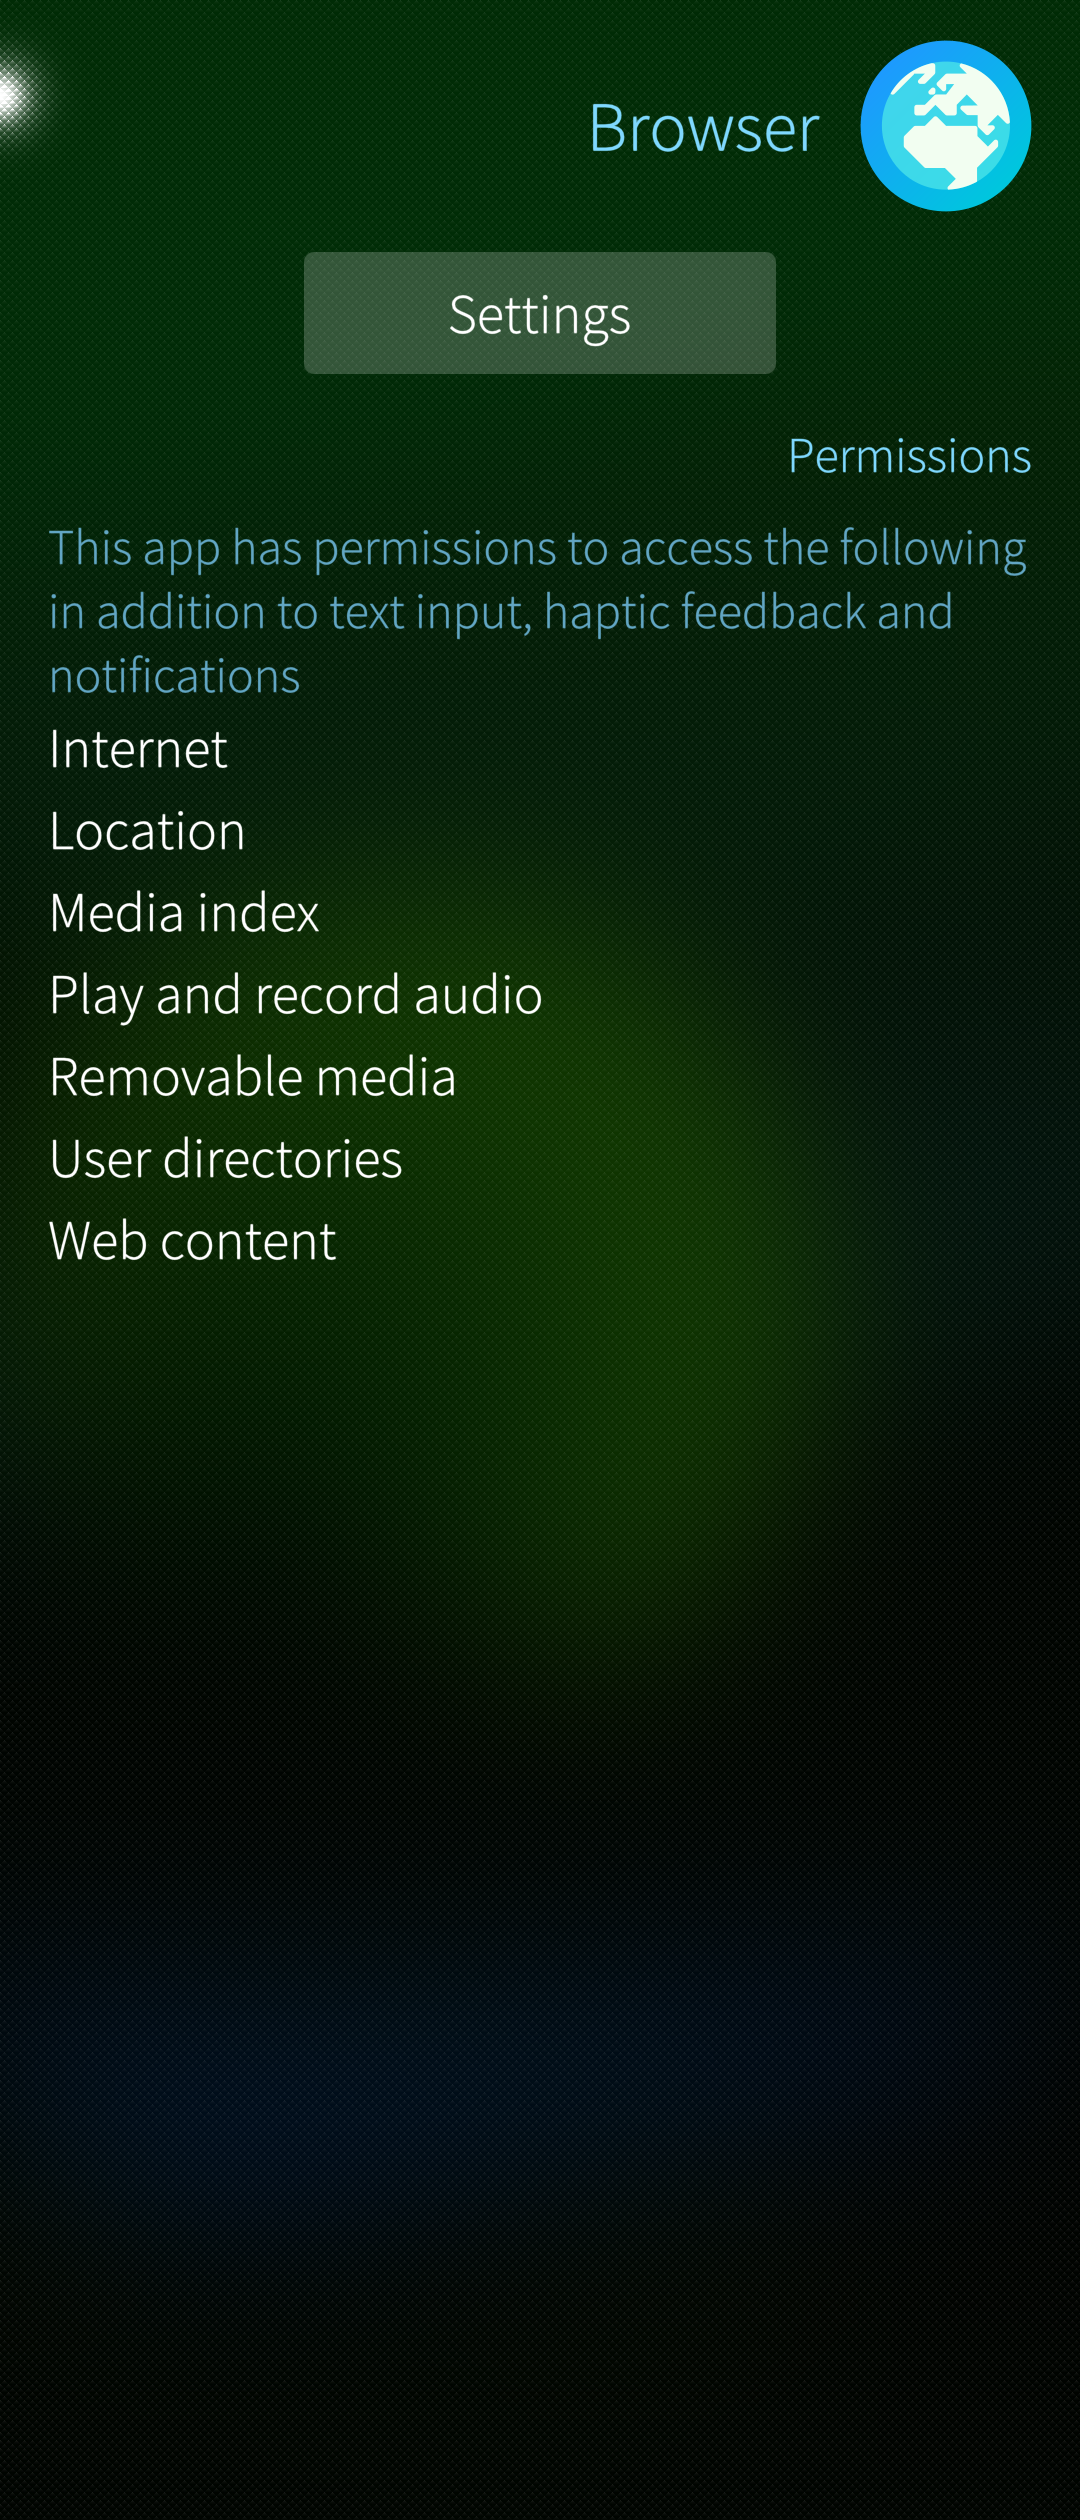 Browser
Settings
Permissions
This app has permissions to access the following
in addition to text input, haptic feedback and
notifications
Internet
Location
Media index
Play and record audio
Removable media
User directories
Web content